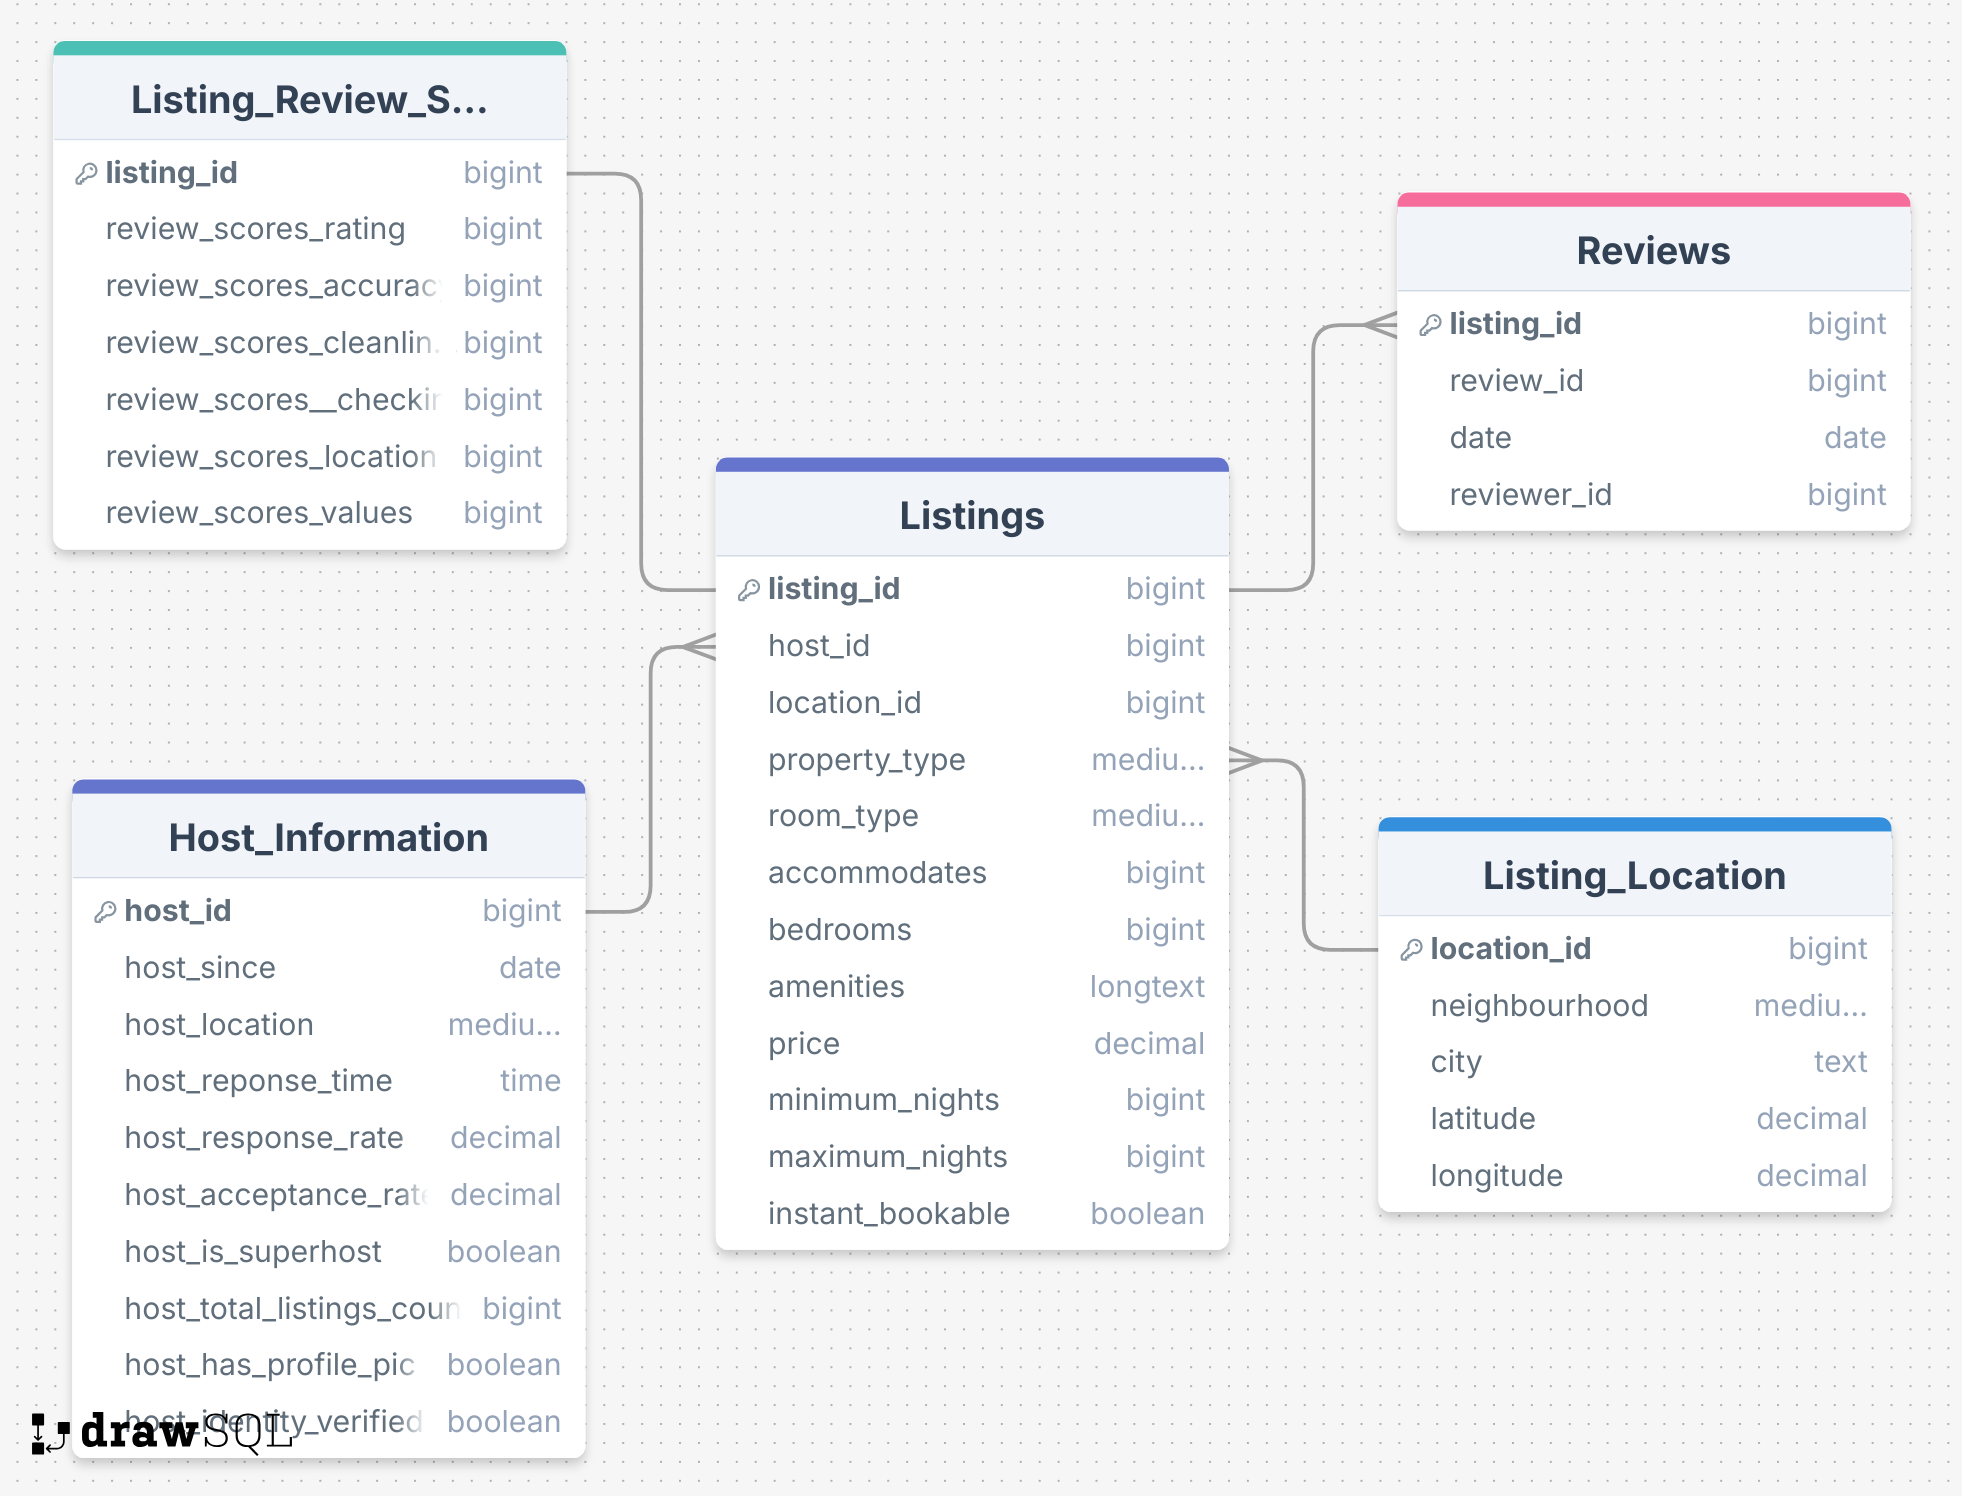 Listing_Review_S...
listing_id bigint
review_scores_rating bigint
review_scores_accuracy bigint
review_scores_cleanlin... bigint
review_scores__checkin bigint
review_scores_location bigint
review_scores_values bigint
Reviews
listing_id bigint
review_id bigint
date date
reviewer_id bigint
Listings
listing_id bigint
host_id bigint
location_id bigint
property_type mediu...
room_type mediu...
accommodates bigint
bedrooms bigint
amenities longtext
price decimal
minimum_nights bigint
maximum_nights bigint
instant_bookable boolean
Host_Information
host_id bigint
host_since date
host_location mediu...
host_reponse_time time
host_response_rate decimal
host_acceptance_rate decimal
host_is_superhost boolean
host_total_listings_coun bigint
host_has_profile_pic boolean
host_identity_verified boolean
Listing_Location
location_id bigint
neighbourhood mediu...
city text
latitude decimal
longitude decimal
drawSQL